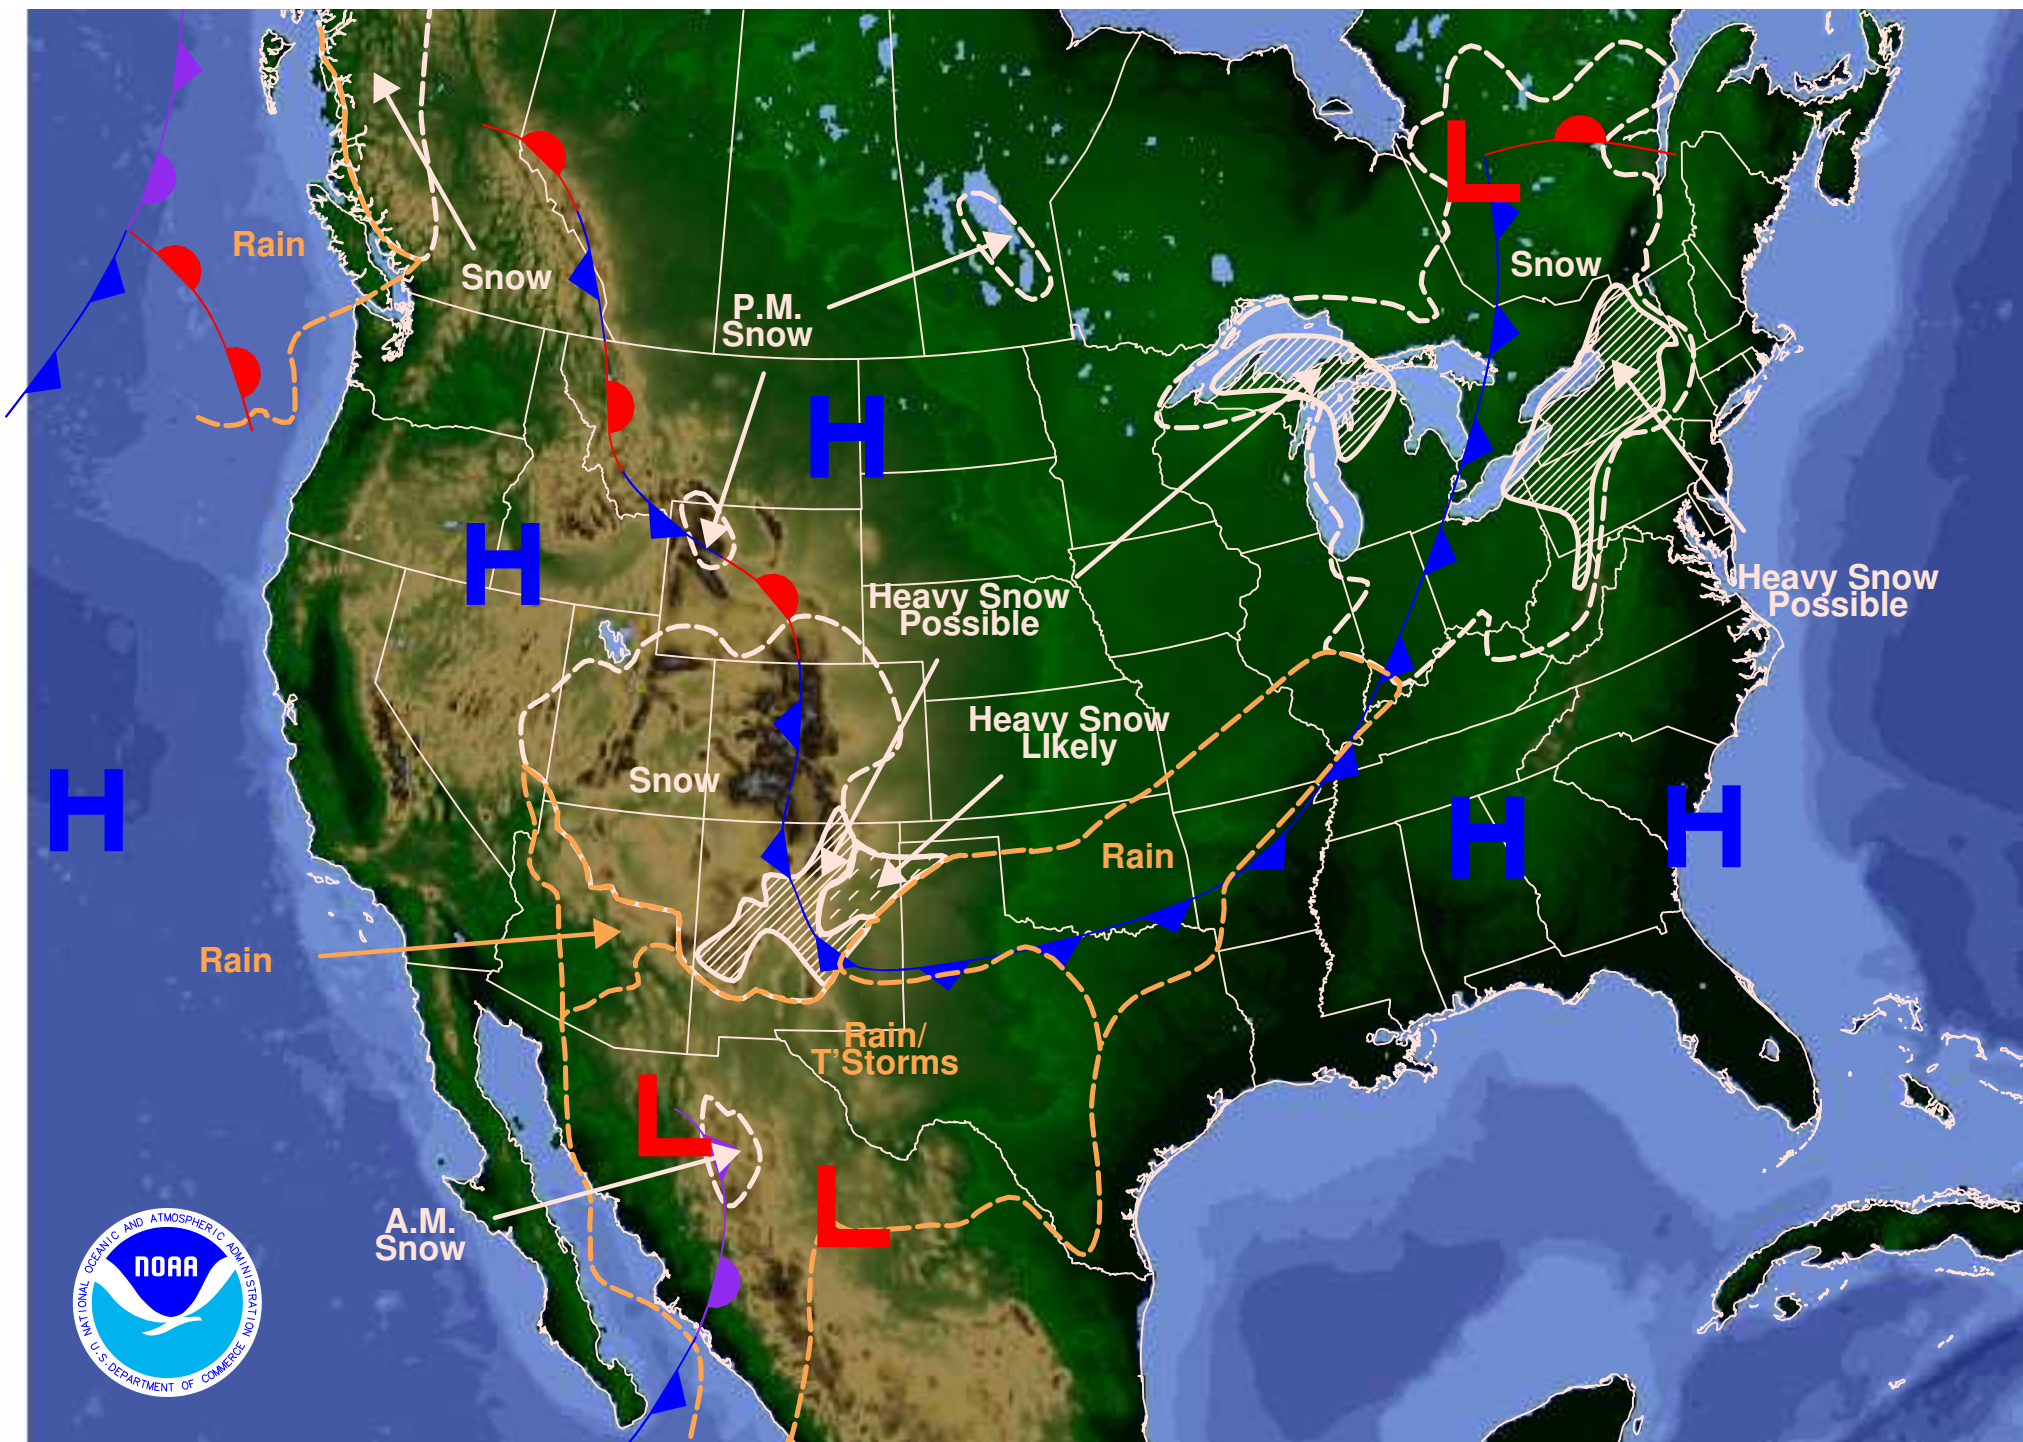 Rain
Snow
P.M.
Snow
L
Snow
H
H
Heavy Snow
Possible
Heavy Snow
Possible
Heavy Snow
LIkely
Snow
H
H
H
Rain
Rain
Rain/
T'Storms
L
L
A.M.
Snow
NATIONAL OCEANIC AND ATMOSPHERIC ADMINISTRATION
NOAA
U.S. DEPARTMENT OF COMMERCE